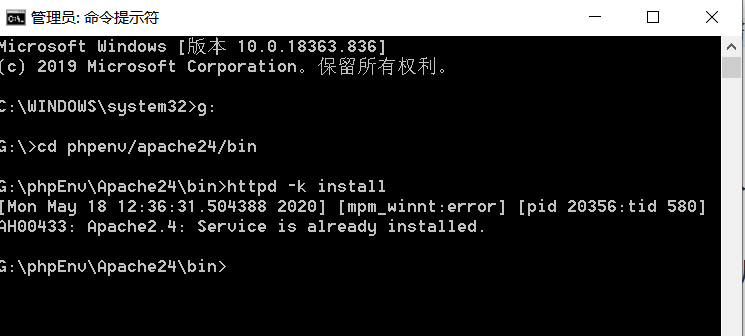 管理员: 命令提示符
Microsoft Windows [版本 10.0.18363.836]
(c) 2019 Microsoft Corporation。保留所有权利。
C:\WINDOWS\system32>g:
G:\>cd phpenv/apache24/bin
G:\phpEnv\Apache24\bin>httpd -k install
[Mon May 18 12:36:31.504388 2020] [mpm_winnt:error] [pid 20356:tid 580]
AH00433: Apache2.4: Service is already installed.
G:\phpEnv\Apache24\bin>